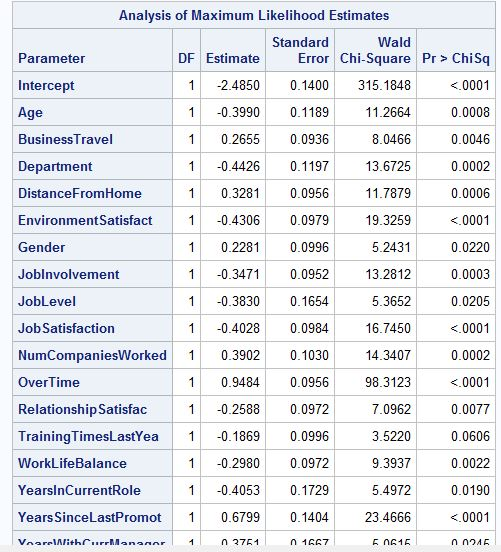 Analysis of Maximum Likelihood Estimates
Parameter DF Estimate Standard Error Wald Chi-Square Pr > ChiSq
Intercept 1 -2.4850 0.1400 315.1848 <.0001
Age 1 -0.3990 0.1189 11.2664 0.0008
BusinessTravel 1 0.2655 0.0936 8.0466 0.0046
Department 1 -0.4426 0.1197 13.6725 0.0002
DistanceFromHome 1 0.3281 0.0956 11.7879 0.0006
EnvironmentSatisfact 1 -0.4306 0.0979 19.3259 <.0001
Gender 1 0.2281 0.0996 5.2431 0.0220
JobInvolvement 1 -0.3471 0.0952 13.2812 0.0003
JobLevel 1 -0.3830 0.1654 5.3652 0.0205
JobSatisfaction 1 -0.4028 0.0984 16.7450 <.0001
NumCompaniesWorked 1 0.3902 0.1030 14.3407 0.0002
OverTime 1 0.9484 0.0956 98.3123 <.0001
RelationshipSatisfac 1 -0.2588 0.0972 7.0962 0.0077
TrainingTimesLastYea 1 -0.1869 0.0996 3.5220 0.0606
WorkLifeBalance 1 -0.2980 0.0972 9.3937 0.0022
YearsInCurrentRole 1 -0.4053 0.1729 5.4972 0.0190
YearsSinceLastPromot 1 0.6799 0.1404 23.4666 <.0001
YearsWithCurrManager 1 0.1667 5.0615 0.0245